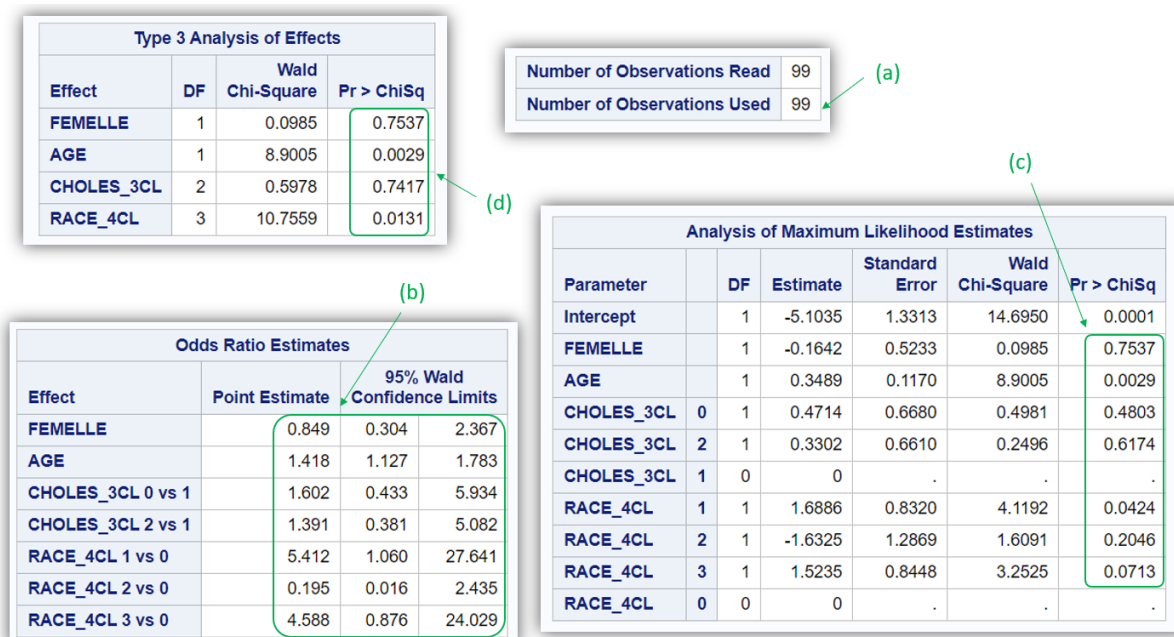 Type 3 Analysis of Effects
Effect DF Wald Chi-Square Pr > ChiSq
FEMELLE 1 0.0985 0.7537
AGE 1 8.9005 0.0029
CHOLES_3CL 2 0.5978 0.7417
RACE_4CL 3 10.7559 0.0131
(d)
Number of Observations Read 99
Number of Observations Used 99
(a)
(b)
Odds Ratio Estimates
Effect Point Estimate 95% Wald Confidence Limits
FEMELLE 0.849 0.304 2.367
AGE 1.418 1.127 1.783
CHOLES_3CL 0 vs 1 1.602 0.433 5.934
CHOLES_3CL 2 vs 1 1.391 0.381 5.082
RACE_4CL 1 vs 0 5.412 1.060 27.641
RACE_4CL 2 vs 0 0.195 0.016 2.435
RACE_4CL 3 vs 0 4.588 0.876 24.029
(c)
Analysis of Maximum Likelihood Estimates
Parameter DF Estimate Standard Error Wald Chi-Square Pr > ChiSq
Intercept 1 -5.1035 1.3313 14.6950 0.0001
FEMELLE 1 -0.1642 0.5233 0.0985 0.7537
AGE 1 0.3489 0.1170 8.9005 0.0029
CHOLES_3CL 0 1 0.4714 0.6680 0.4981 0.4803
CHOLES_3CL 2 1 0.3302 0.6610 0.2496 0.6174
CHOLES_3CL 1 0 0 . . .
RACE_4CL 1 1 1.6886 0.8320 4.1192 0.0424
RACE_4CL 2 1 -1.6325 1.2869 1.6091 0.2046
RACE_4CL 3 1 1.5235 0.8448 3.2525 0.0713
RACE_4CL 0 0 0 . . .